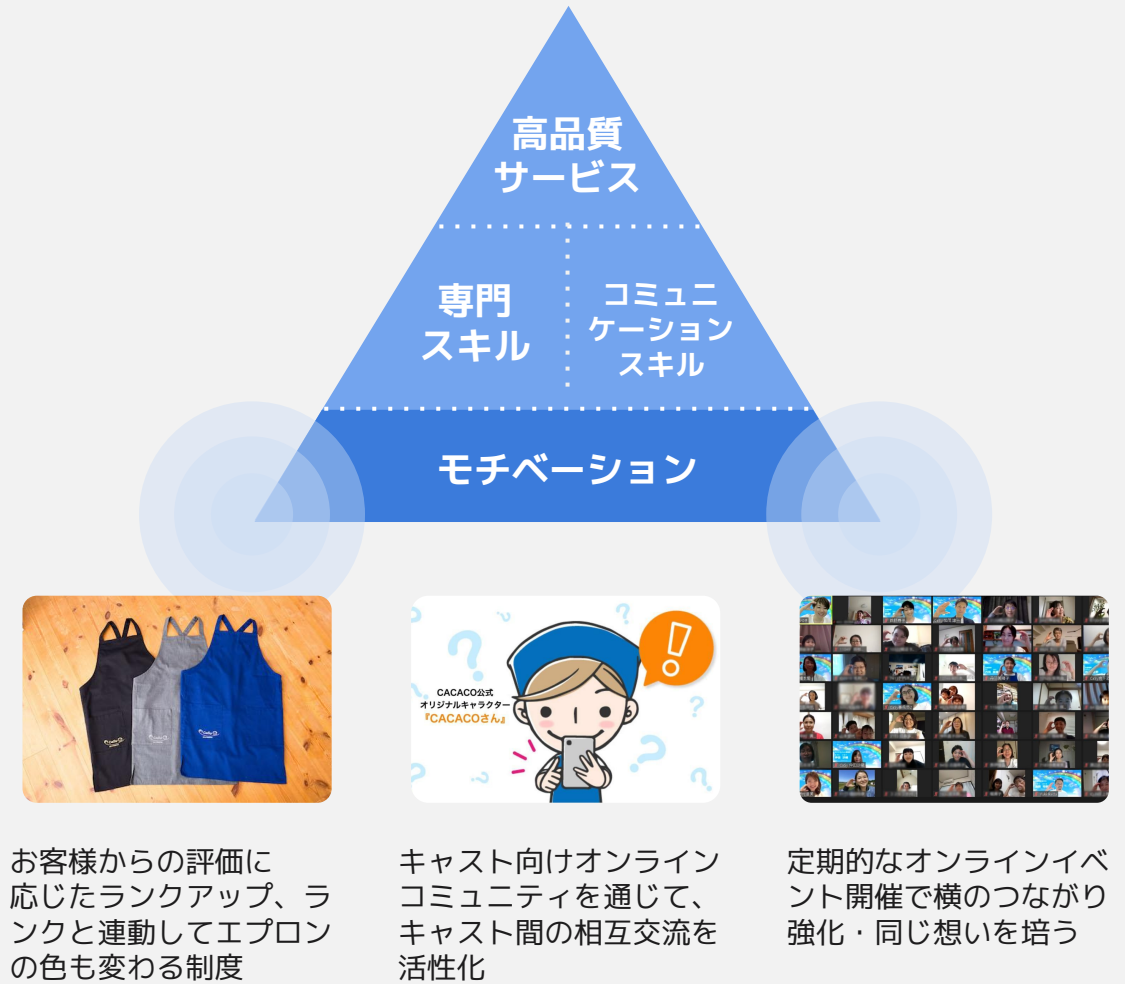 高品質
サービス
専門
スキル
コミュニ
ケーション
スキル
モチベーション
CACACO公式
オリジナルキャラクター
『CACACOさん』
お客様からの評価に
応じたランクアップ、ラ
ンクと連動してエプロン
の色も変わる制度
キャスト向けオンライン
コミュニティを通じて、
キャスト間の相互交流を
活性化
定期的なオンラインイベ
ント開催で横のつながり
強化・同じ想いを培う